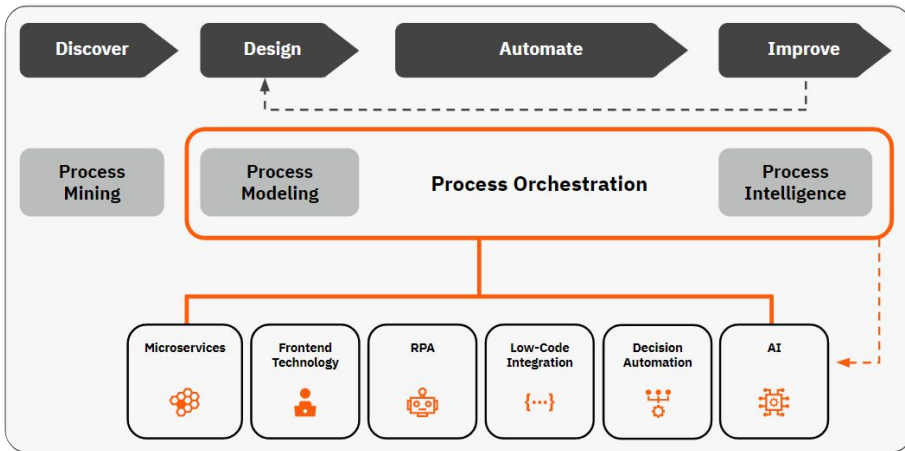 Discover
Design
Automate
Improve
Process
Mining
Process
Modeling
Process Orchestration
Process
Intelligence
Microservices
Frontend
Technology
RPA
Low-Code
Integration
{···}
Decision
Automation
AI